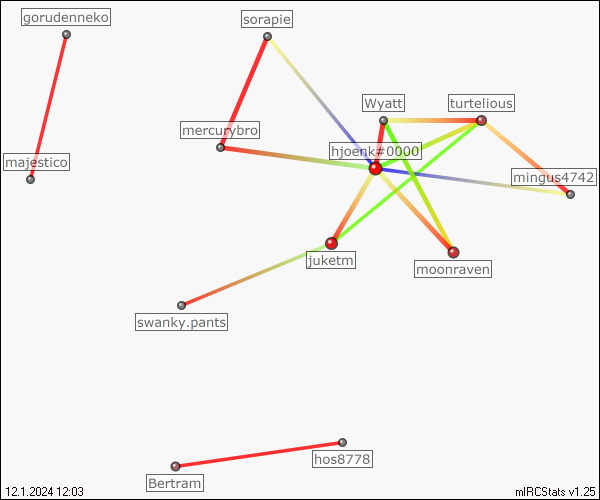 gorudenneko
sorapie
Wyatt
turtelious
mercurybro
hjoenk#0000
majestico
mingus4742
juketm
moonraven
swanky.pants
hos8778
Bertram
12.1.2024 12:03
mIRCStats v1.25